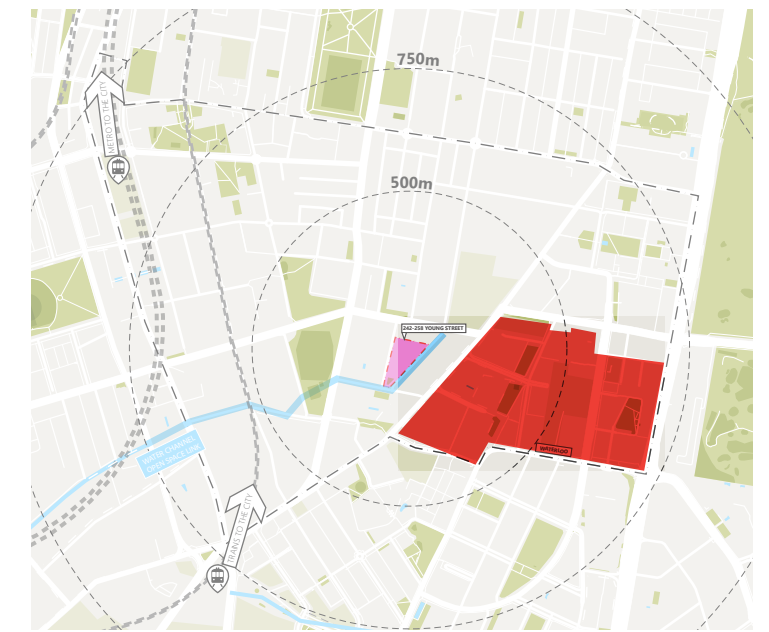 750m
METRO TO THE CITY
500m
242-258 YOUNG STREET
WATERLOO
WATER CHANNEL
OPEN SPACE LINK
TRAINS TO THE CITY